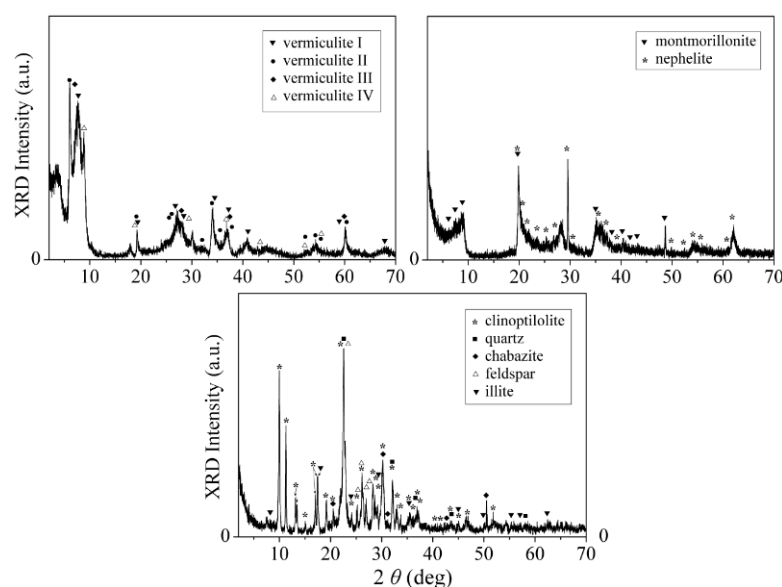 XRD Intensity (a.u.)
vermiculite I
vermiculite II
vermiculite III
vermiculite IV
0
10 20 30 40 50 60 70
XRD Intensity (a.u.)
montmorillonite
nephelite
0
10 20 30 40 50 60 70
XRD Intensity (a.u.)
clinoptilolite
quartz
chabazite
feldspar
illite
0 0
10 20 30 40 50 60 70
2 θ (deg)